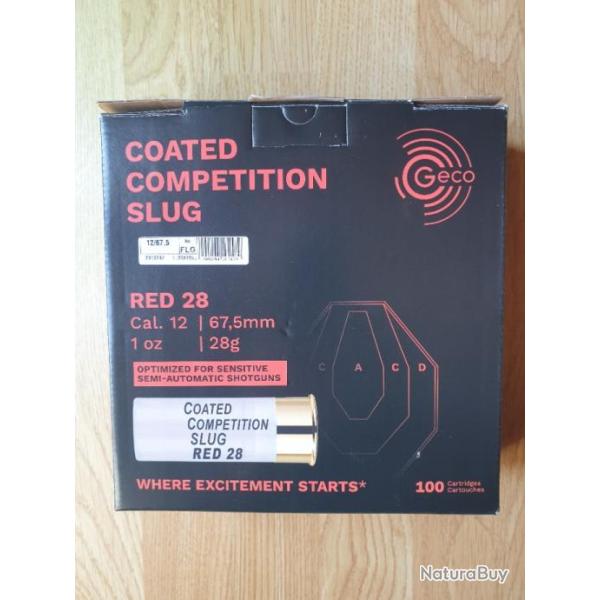 COATED
COMPETITION
SLUG
Geco
12/67.5
FLG
RED 28
Cal. 12 | 67,5mm
1 oz | 28g
OPTIMIZED FOR SENSITIVE
SEMI-AUTOMATIC SHOTGUNS
C A C D
COATED
COMPETITION
SLUG
RED 28
WHERE EXCITEMENT STARTS*
100 Cartridges
Cartouches
NaturaBuy